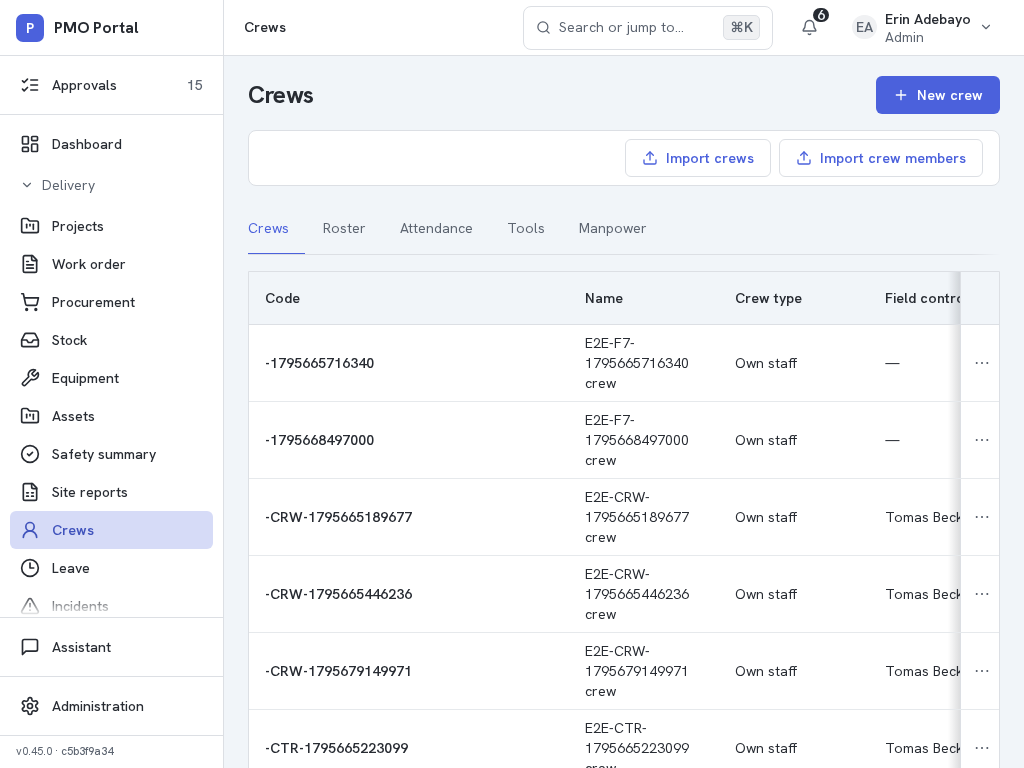 P PMO Portal
Crews
Search or jump to...
⌘K
6
EA
Erin Adebayo
Admin
Approvals 15
Dashboard
Delivery
Projects
Work order
Procurement
Stock
Equipment
Assets
Safety summary
Site reports
Crews
Leave
Incidents
Assistant
Administration
v0.45.0 · c5b3f9a34
Crews
New crew
Import crews
Import crew members
Crews Roster Attendance Tools Manpower
Code Name Crew type Field contro
-1795665716340
E2E-F7-
1795665716340
crew
Own staff
—
-1795668497000
E2E-F7-
1795668497000
crew
Own staff
—
-CRW-1795665189677
E2E-CRW-
1795665189677
crew
Own staff
Tomas Beck
-CRW-1795665446236
E2E-CRW-
1795665446236
crew
Own staff
Tomas Beck
-CRW-1795679149971
E2E-CRW-
1795679149971
crew
Own staff
Tomas Beck
-CTR-1795665223099
E2E-CTR-
1795665223099
crew
Own staff
Tomas Beck